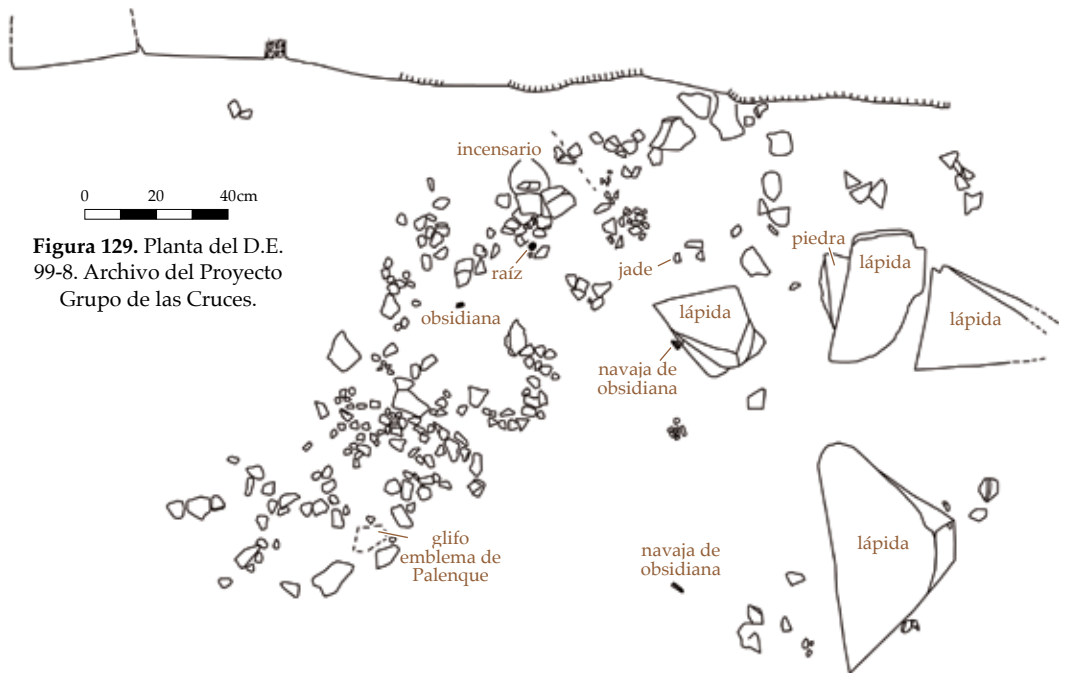 incensario
0 20 40cm
Figura 129. Planta del D.E.
99-8. Archivo del Proyecto
Grupo de las Cruces.
raíz
jade
piedra
lápida
lápida
lápida
obsidiana
navaja de
obsidiana
glifo
emblema de
Palenque
navaja de
obsidiana
lápida